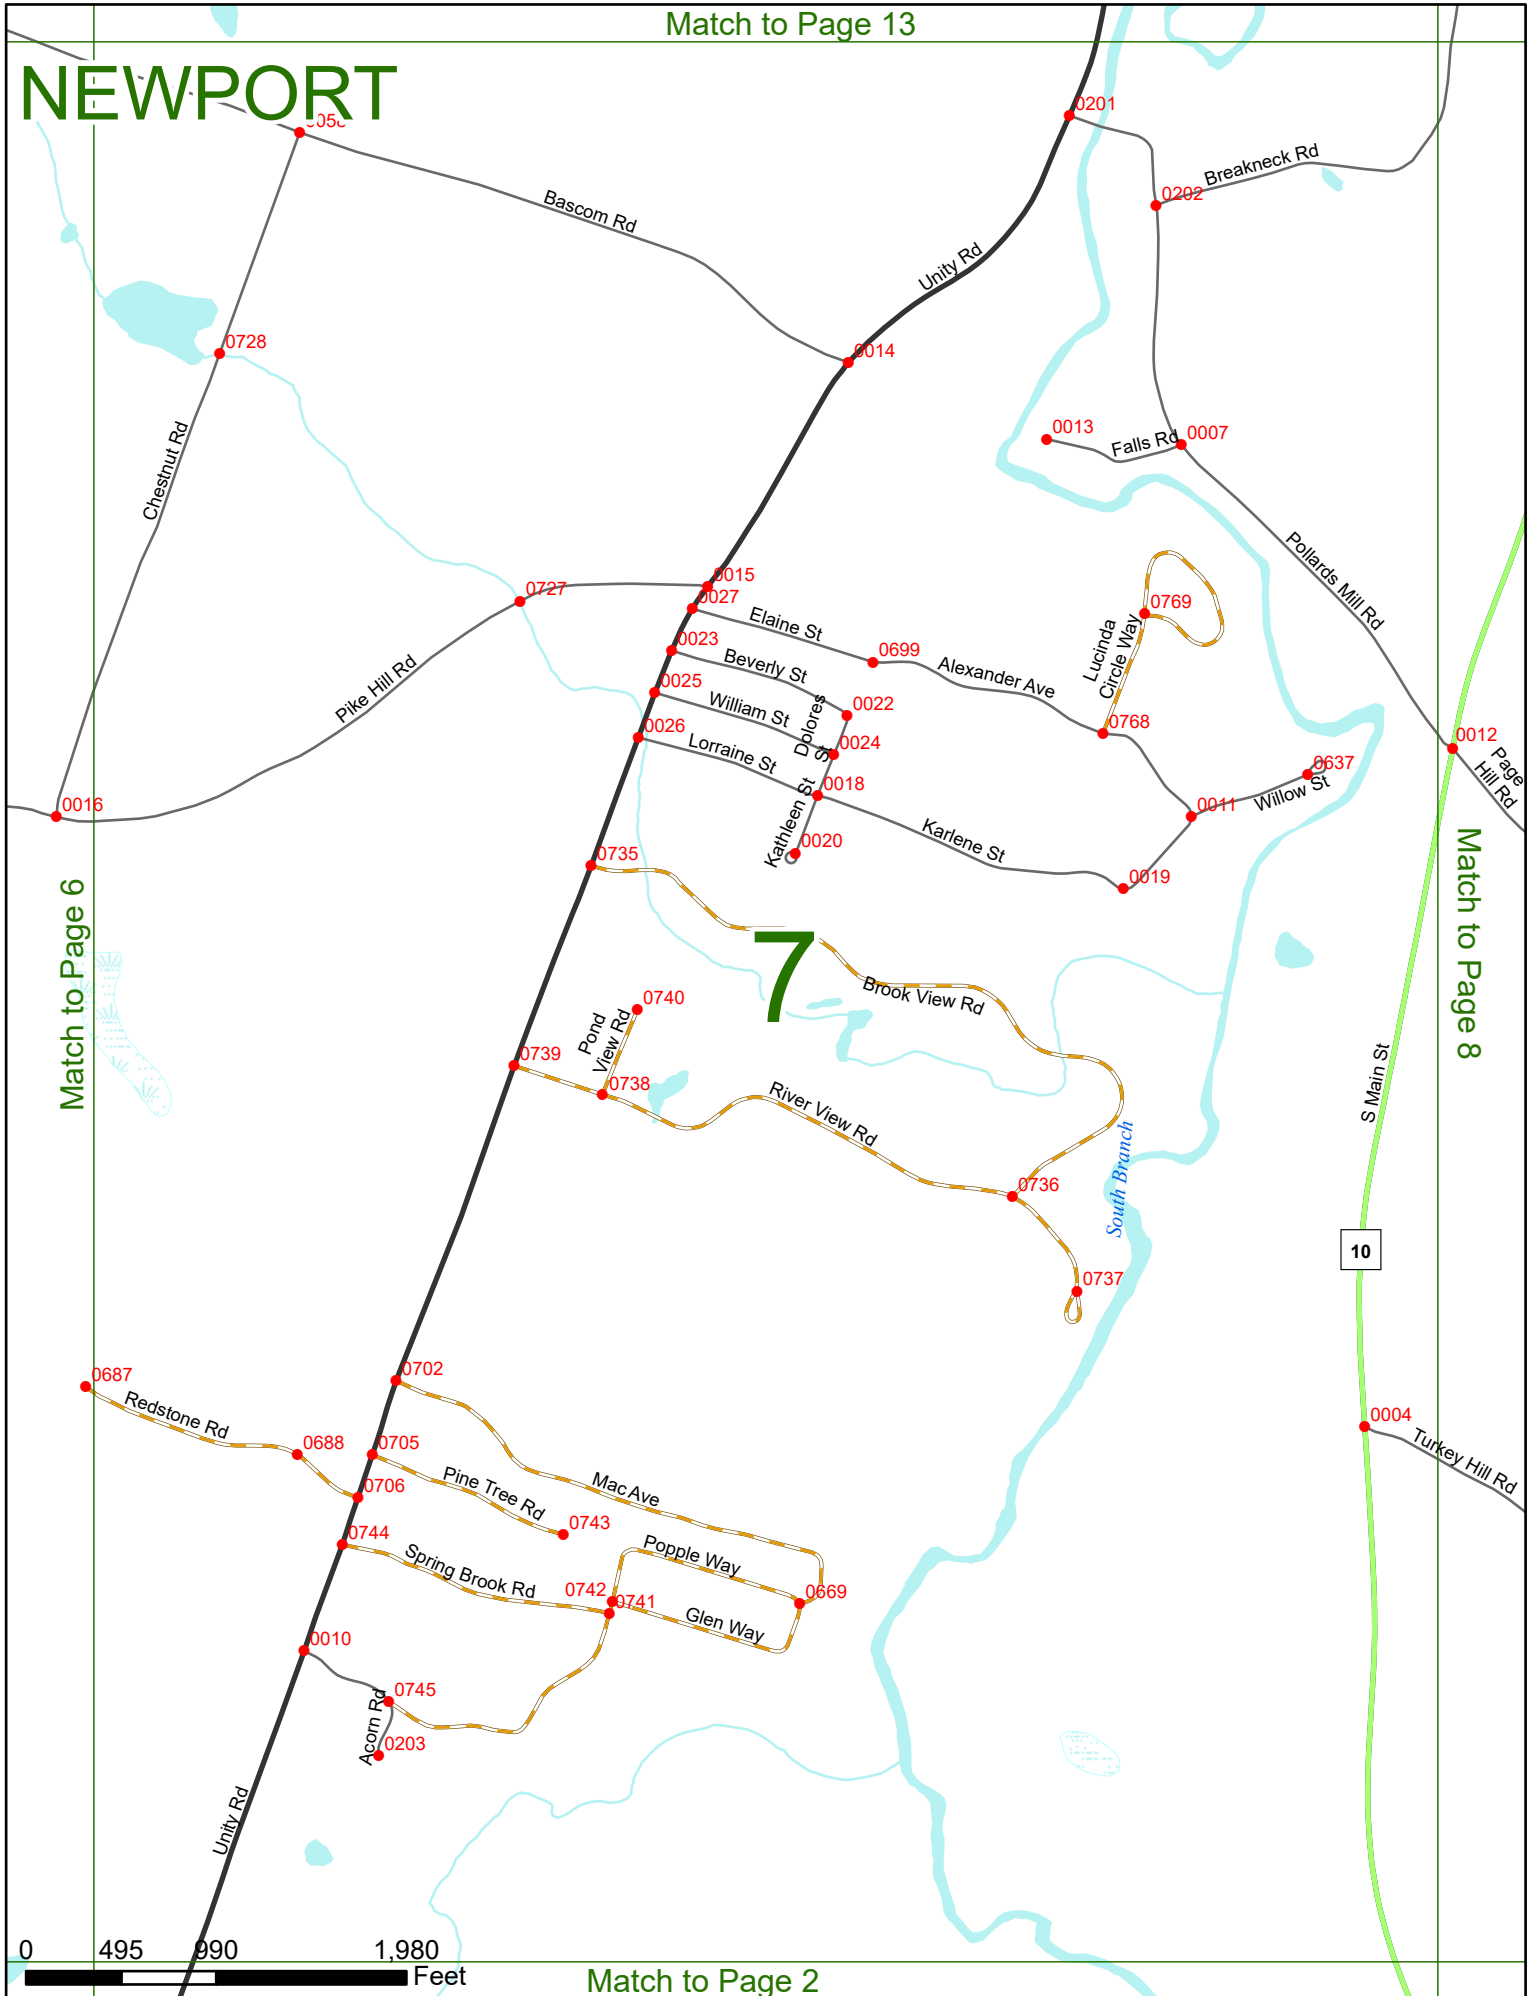 Match to Page 13
NEWPORT
0201
Bascom Rd
Breakneck Rd
0202
Unity Rd
0728
0014
Chestnut Rd
0013
Falls Rd
0007
Pollards Mill Rd
0015
0727
0027
Elaine St
0769
0023
Beverly St
0699
Lucinda
Circle Way
Alexander Ave
0025
William St
Dolores
St
0022
Pike Hill Rd
0026
Lorraine St
0024
0768
0012
Page
Hill Rd
0637
Willow St
0016
0018
Kathleen St
0011
0020
Karlene St
0735
0019
Match to Page 6
Match to Page 8
7
Brook View Rd
0740
Pond
View Rd
0739
0738
River View Rd
S Main St
South Branch
0736
10
0737
0687
0702
Redstone Rd
0688
0705
0004
Turkey Hill Rd
Pine Tree Rd
Mac Ave
0706
0743
0744
Spring Brook Rd
Popple Way
0742
0741
0669
Glen Way
0010
0745
Acorn Rd
0203
Unity Rd
0 495 990 1,980
Feet
Match to Page 2